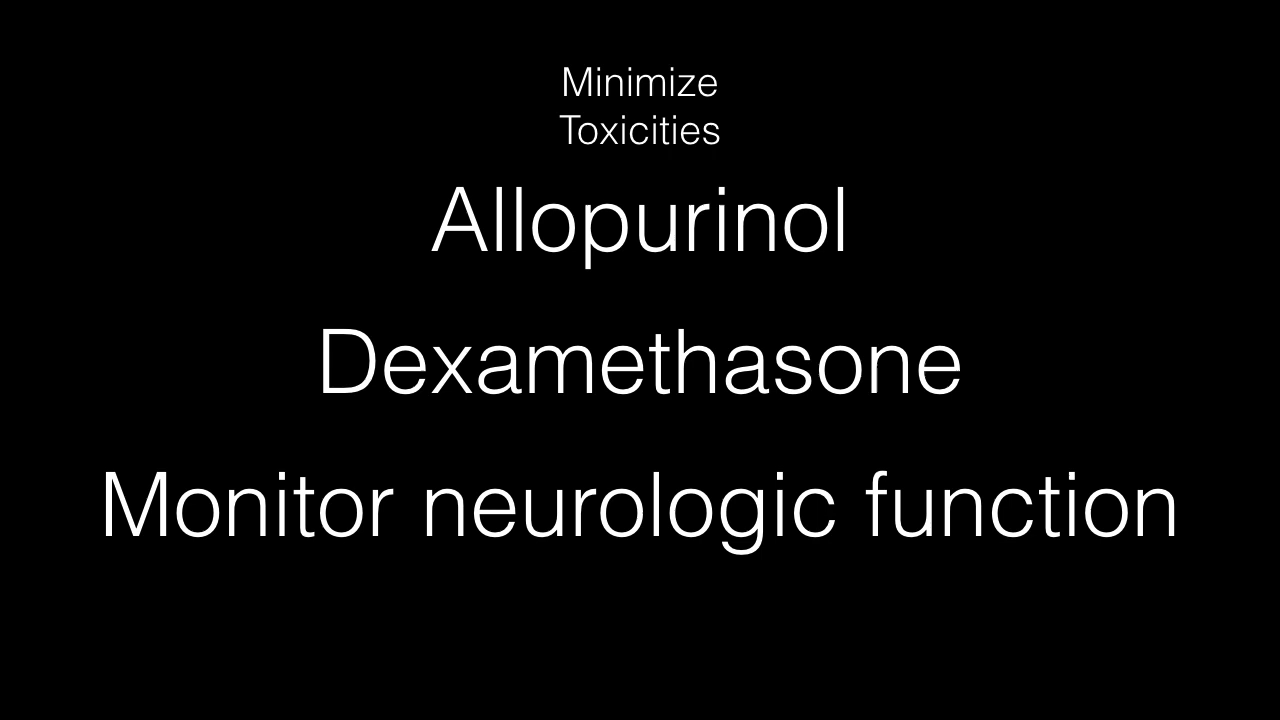 Minimize
Toxicities
Allopurinol
Dexamethasone
Monitor neurologic function